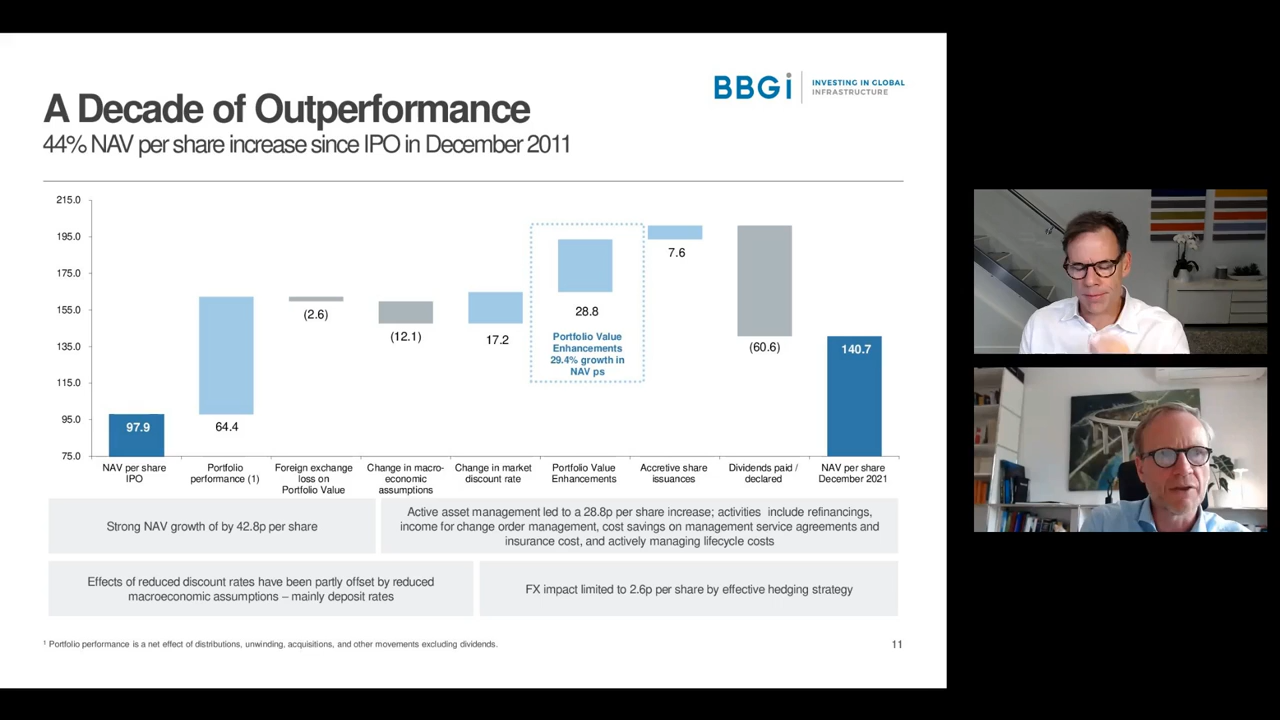 BBGi
INVESTING IN GLOBAL
INFRASTRUCTURE
A Decade of Outperformance
44% NAV per share increase since IPO in December 2011
215.0
195.0
175.0
155.0
135.0
115.0
95.0
75.0
97.9
64.4
(2.6)
(12.1)
17.2
28.8
Portfolio Value
Enhancements
29.4% growth in
NAV ps
7.6
(60.6)
140.7
NAV per share
IPO
Portfolio
performance (1)
Foreign exchange
loss on
Portfolio Value
Change in macro-
economic
assumptions
Change in market
discount rate
Portfolio Value
Enhancements
Accretive share
issuances
Dividends paid /
declared
NAV per share
December 2021
Strong NAV growth of by 42.8p per share
Active asset management led to a 28.8p per share increase; activities include refinancings,
income for change order management, cost savings on management service agreements and
insurance cost, and actively managing lifecycle costs
Effects of reduced discount rates have been partly offset by reduced
macroeconomic assumptions – mainly deposit rates
FX impact limited to 2.6p per share by effective hedging strategy
¹ Portfolio performance is a net effect of distributions, unwinding, acquisitions, and other movements excluding dividends.
11